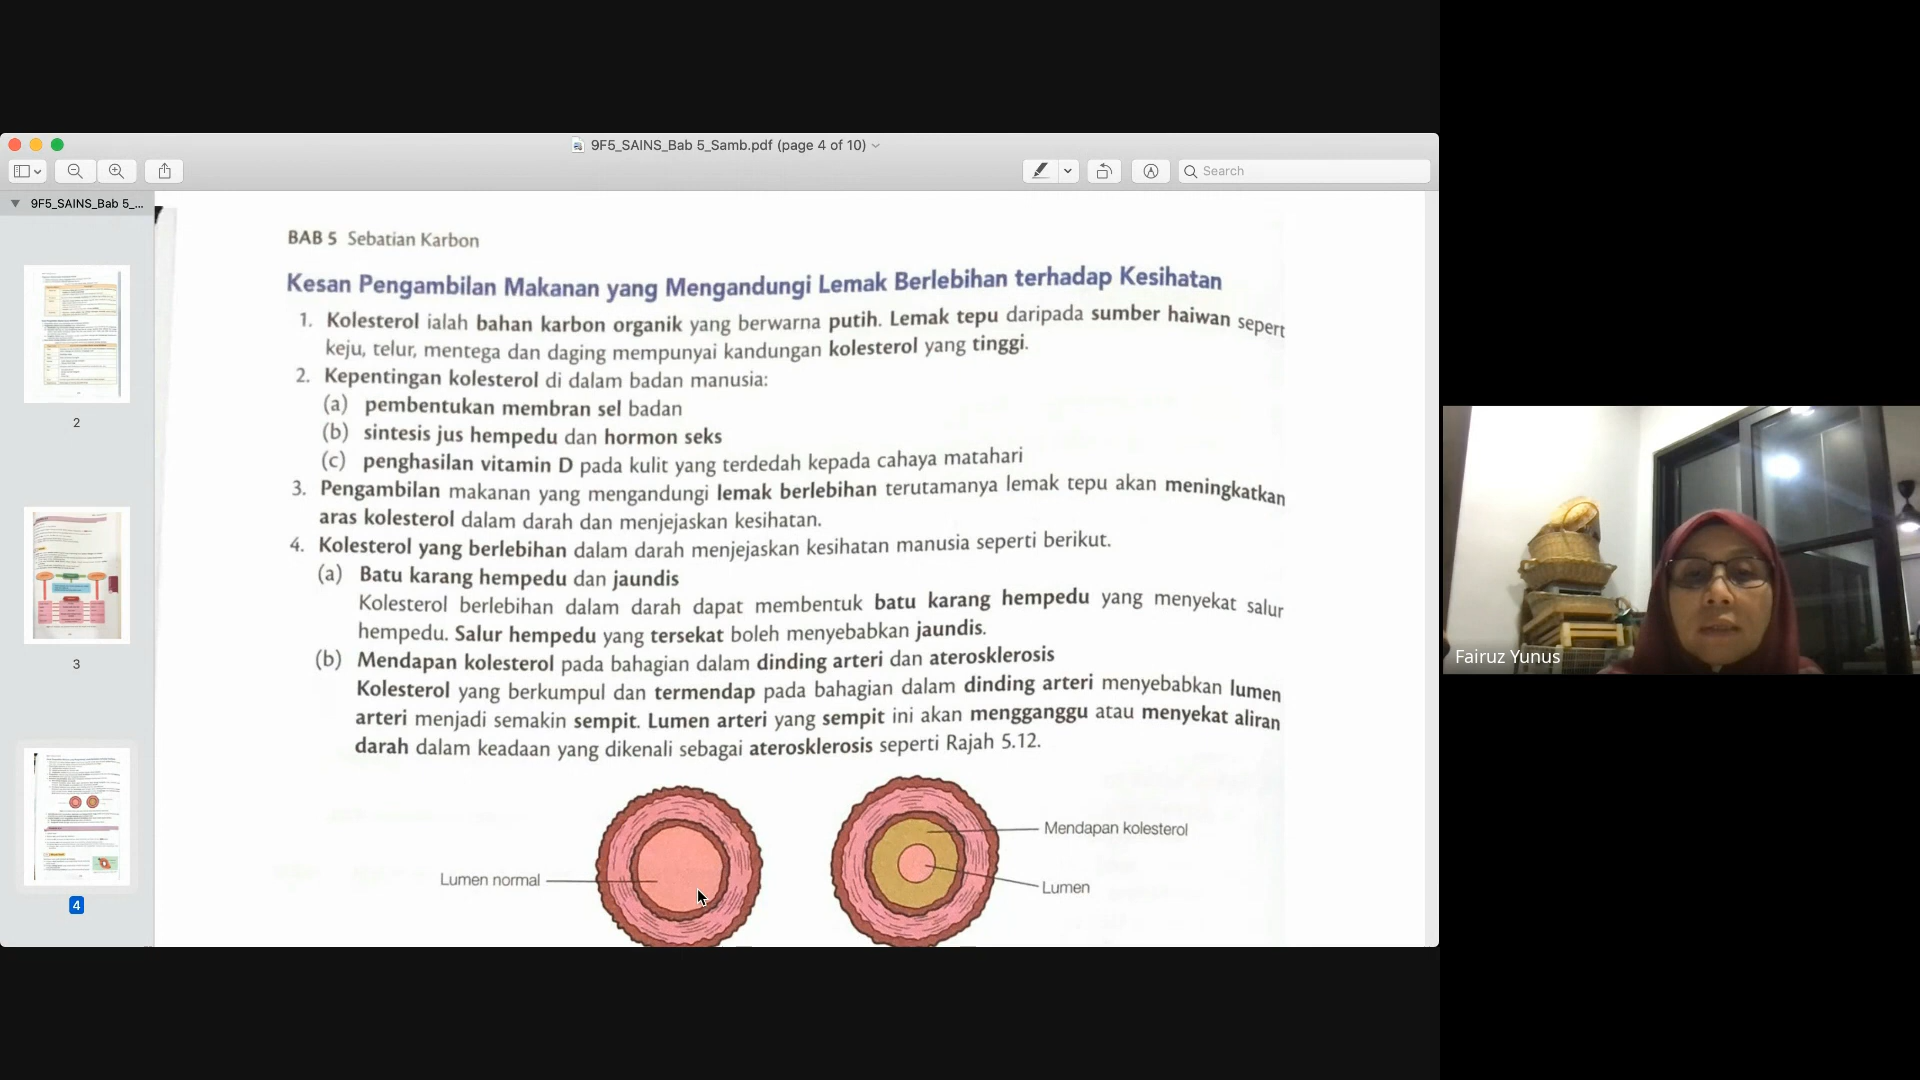 9F5_SAINS_Bab 5_Samb.pdf (page 4 of 10)
Search
9F5_SAINS_Bab 5_...
2
3
4
BAB 5 Sebatian Karbon
Kesan Pengambilan Makanan yang Mengandungi Lemak Berlebihan terhadap Kesihatan
1. Kolesterol ialah bahan karbon organik yang berwarna putih. Lemak tepu daripada sumber haiwan sepert
keju, telur, mentega dan daging mempunyai kandungan kolesterol yang tinggi.
2. Kepentingan kolesterol di dalam badan manusia:
(a) pembentukan membran sel badan
(b) sintesis jus hempedu dan hormon seks
(c) penghasilan vitamin D pada kulit yang terdedah kepada cahaya matahari
3. Pengambilan makanan yang mengandungi lemak berlebihan terutamanya lemak tepu akan meningkatkan
aras kolesterol dalam darah dan menjejaskan kesihatan.
4. Kolesterol yang berlebihan dalam darah menjejaskan kesihatan manusia seperti berikut.
(a) Batu karang hempedu dan jaundis
Kolesterol berlebihan dalam darah dapat membentuk batu karang hempedu yang menyekat salur
hempedu. Salur hempedu yang tersekat boleh menyebabkan jaundis.
(b) Mendapan kolesterol pada bahagian dalam dinding arteri dan aterosklerosis
Kolesterol yang berkumpul dan termendap pada bahagian dalam dinding arteri menyebabkan lumen
arteri menjadi semakin sempit. Lumen arteri yang sempit ini akan mengganggu atau menyekat aliran
darah dalam keadaan yang dikenali sebagai aterosklerosis seperti Rajah 5.12.
Mendapan kolesterol
Lumen normal
Lumen
Fairuz Yunus